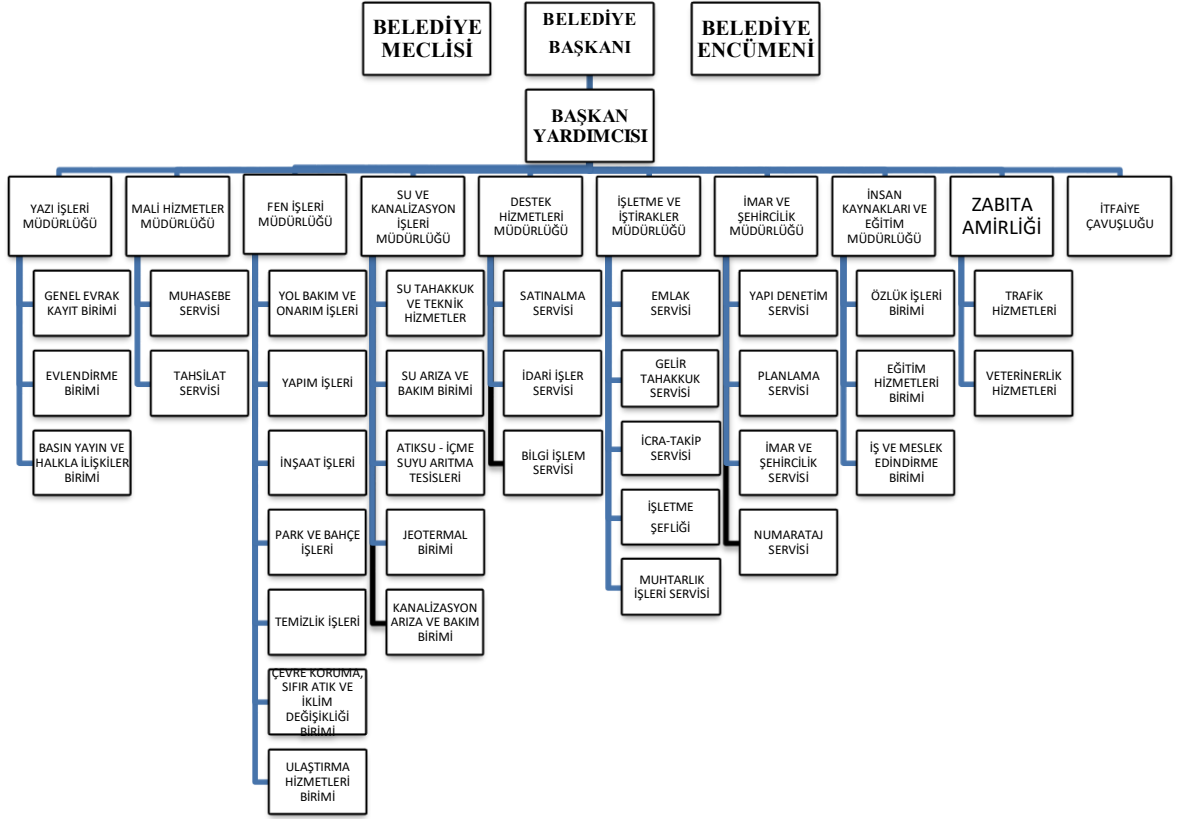 BELEDİYE
MECLİSİ
BELEDİYE
BAŞKANI
BELEDİYE
ENCÜMENİ
BAŞKAN
YARDIMCISI
YAZI İŞLERİ
MÜDÜRLÜĞÜ
GENEL EVRAK
KAYIT BİRİMİ
EVLENDİRME
BİRİMİ
BASIN YAYIN VE
HALKLA İLİŞKİLER
BİRİMİ
MALİ HİZMETLER
MÜDÜRLÜĞÜ
MUHASEBE
SERVİSİ
TAHSİLAT
SERVİSİ
FEN İŞLERİ
MÜDÜRLÜĞÜ
YOL BAKIM VE
ONARIM İŞLERİ
YAPIM İŞLERİ
İNŞAAT İŞLERİ
PARK VE BAHÇE
İŞLERİ
TEMİZLİK İŞLERİ
ÇEVRE KORUMA,
SIFIR ATIK VE
İKLİM
DEĞİŞİKLİĞİ
BİRİMİ
ULAŞTIRMA
HİZMETLERİ
BİRİMİ
SU VE
KANALİZASYON
İŞLERİ
MÜDÜRLÜĞÜ
SU TAHAKKUK
VE TEKNİK
HİZMETLER
SU ARIZA VE
BAKIM BİRİMİ
ATIKSU - İÇME
SUYU ARITMA
TESİSLERİ
JEOTERMAL
BİRİMİ
KANALİZASYON
ARIZA VE BAKIM
BİRİMİ
DESTEK
HİZMETLERİ
MÜDÜRLÜĞÜ
SATINALMA
SERVİSİ
İDARİ İŞLER
SERVİSİ
BİLGİ İŞLEM
SERVİSİ
İŞLETME VE
İŞTİRAKLER
MÜDÜRLÜĞÜ
EMLAK
SERVİSİ
GELİR
TAHAKKUK
SERVİSİ
İCRA-TAKİP
SERVİSİ
İŞLETME
ŞEFLİĞİ
MUHTARLIK
İŞLERİ SERVİSİ
İMAR VE
ŞEHİRCİLİK
MÜDÜRLÜĞÜ
YAPI DENETİM
SERVİSİ
PLANLAMA
SERVİSİ
İMAR VE
ŞEHİRCİLİK
SERVİSİ
NUMARATAJ
SERVİSİ
İNSAN
KAYNAKLARI VE
EĞİTİM
MÜDÜRLÜĞÜ
ÖZLÜK İŞLERİ
BİRİMİ
EĞİTİM
HİZMETLERİ
BİRİMİ
İŞ VE MESLEK
EDİNDİRME
BİRİMİ
ZABITA
AMİRLİĞİ
TRAFİK
HİZMETLERİ
VETERİNERLİK
HİZMETLERİ
İTFAİYE
ÇAVUŞLUĞU